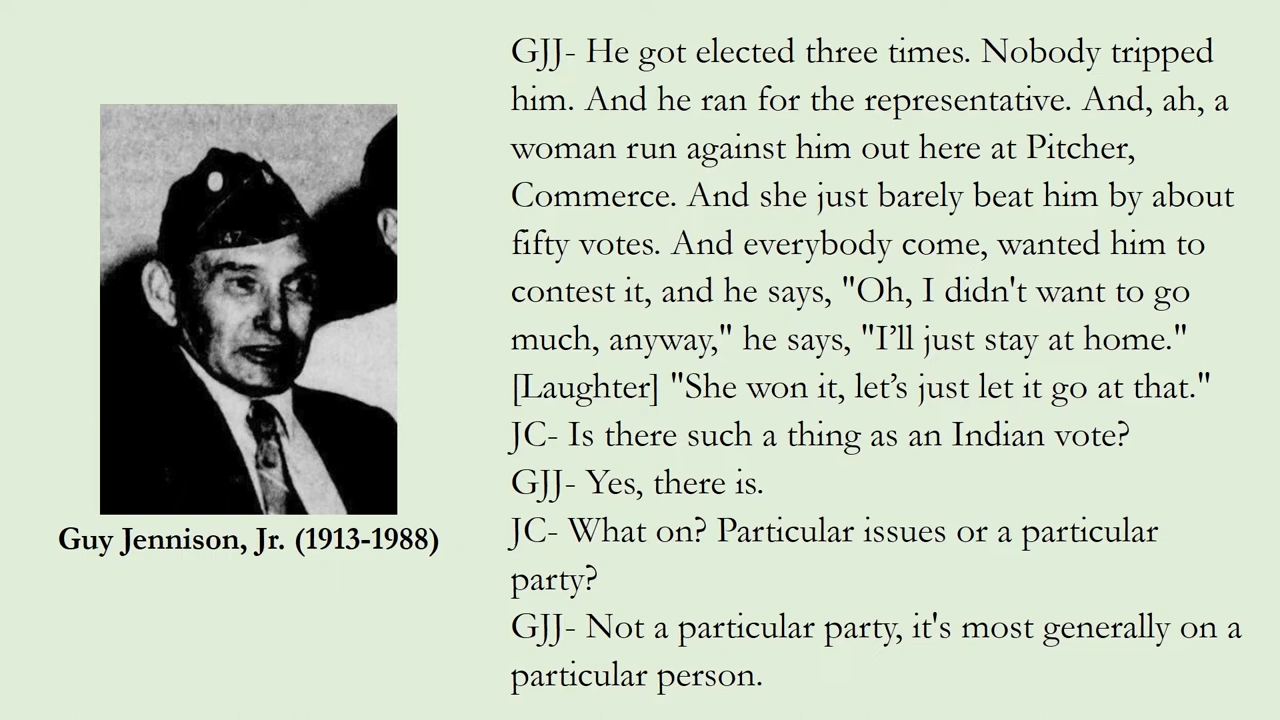 GJJ- He got elected three times. Nobody tripped
him. And he ran for the representative. And, ah, a
woman run against him out here at Pitcher,
Commerce. And she just barely beat him by about
fifty votes. And everybody come, wanted him to
contest it, and he says, "Oh, I didn't want to go
much, anyway," he says, "I’ll just stay at home."
[Laughter] "She won it, let’s just let it go at that."
JC- Is there such a thing as an Indian vote?
GJJ- Yes, there is.
JC- What on? Particular issues or a particular
party?
GJJ- Not a particular party, it's most generally on a
particular person.
47
Guy Jennison, Jr. (1913-1988)